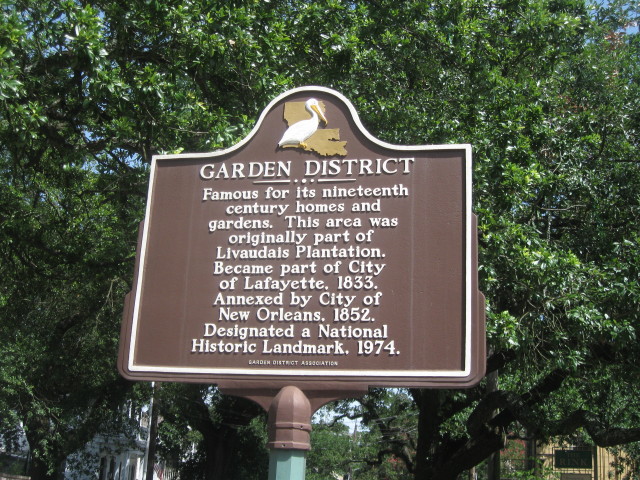 GARDEN DISTRICT
Famous for its nineteenth
century homes and
gardens. This area was
originally part of
Livaudais Plantation.
Became part of City
of Lafayette, 1833.
Annexed by City of
New Orleans, 1852.
Designated a National
Historic Landmark, 1974.
GARDEN DISTRICT ASSOCIATION